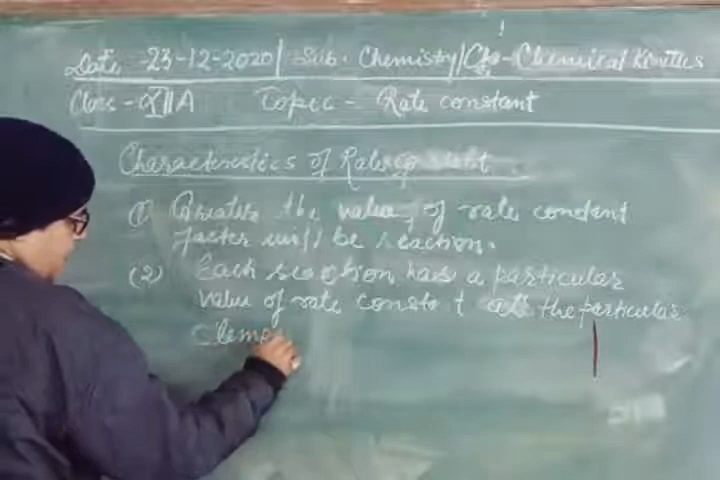 Date 23-12-2020 | Sub. Chemistry | Ch-Chemical Kinetics
Class - XII A Topic - Rate constant
Characteristics of Rate constant.
(1) Greater the value of rate constant
faster will be reaction.
(2) Each reaction has a particular
value of rate constant at the particular
temp